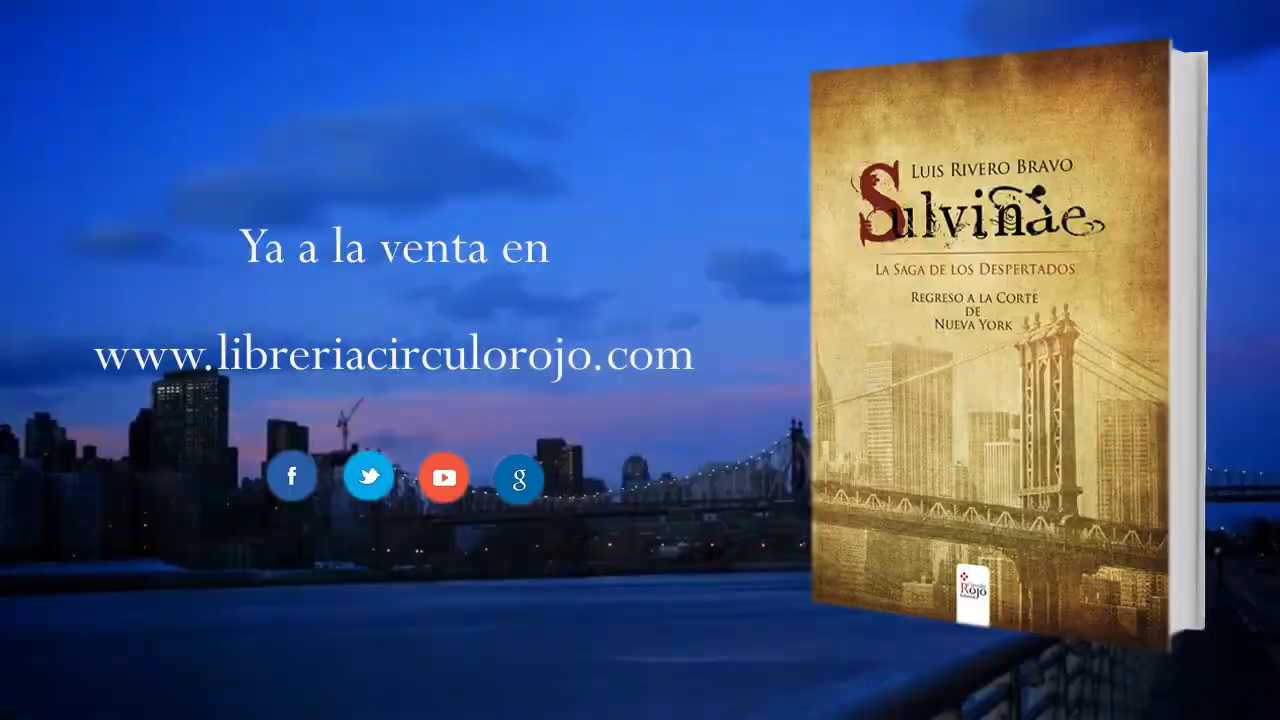 Ya a la venta en
www.libreriacirculorojo.com
f
g
LUIS RIVERO BRAVO
Sulvinae
LA SAGA DE LOS DESPERTADOS
REGRESO A LA CORTE
DE
NUEVA YORK
Rojo